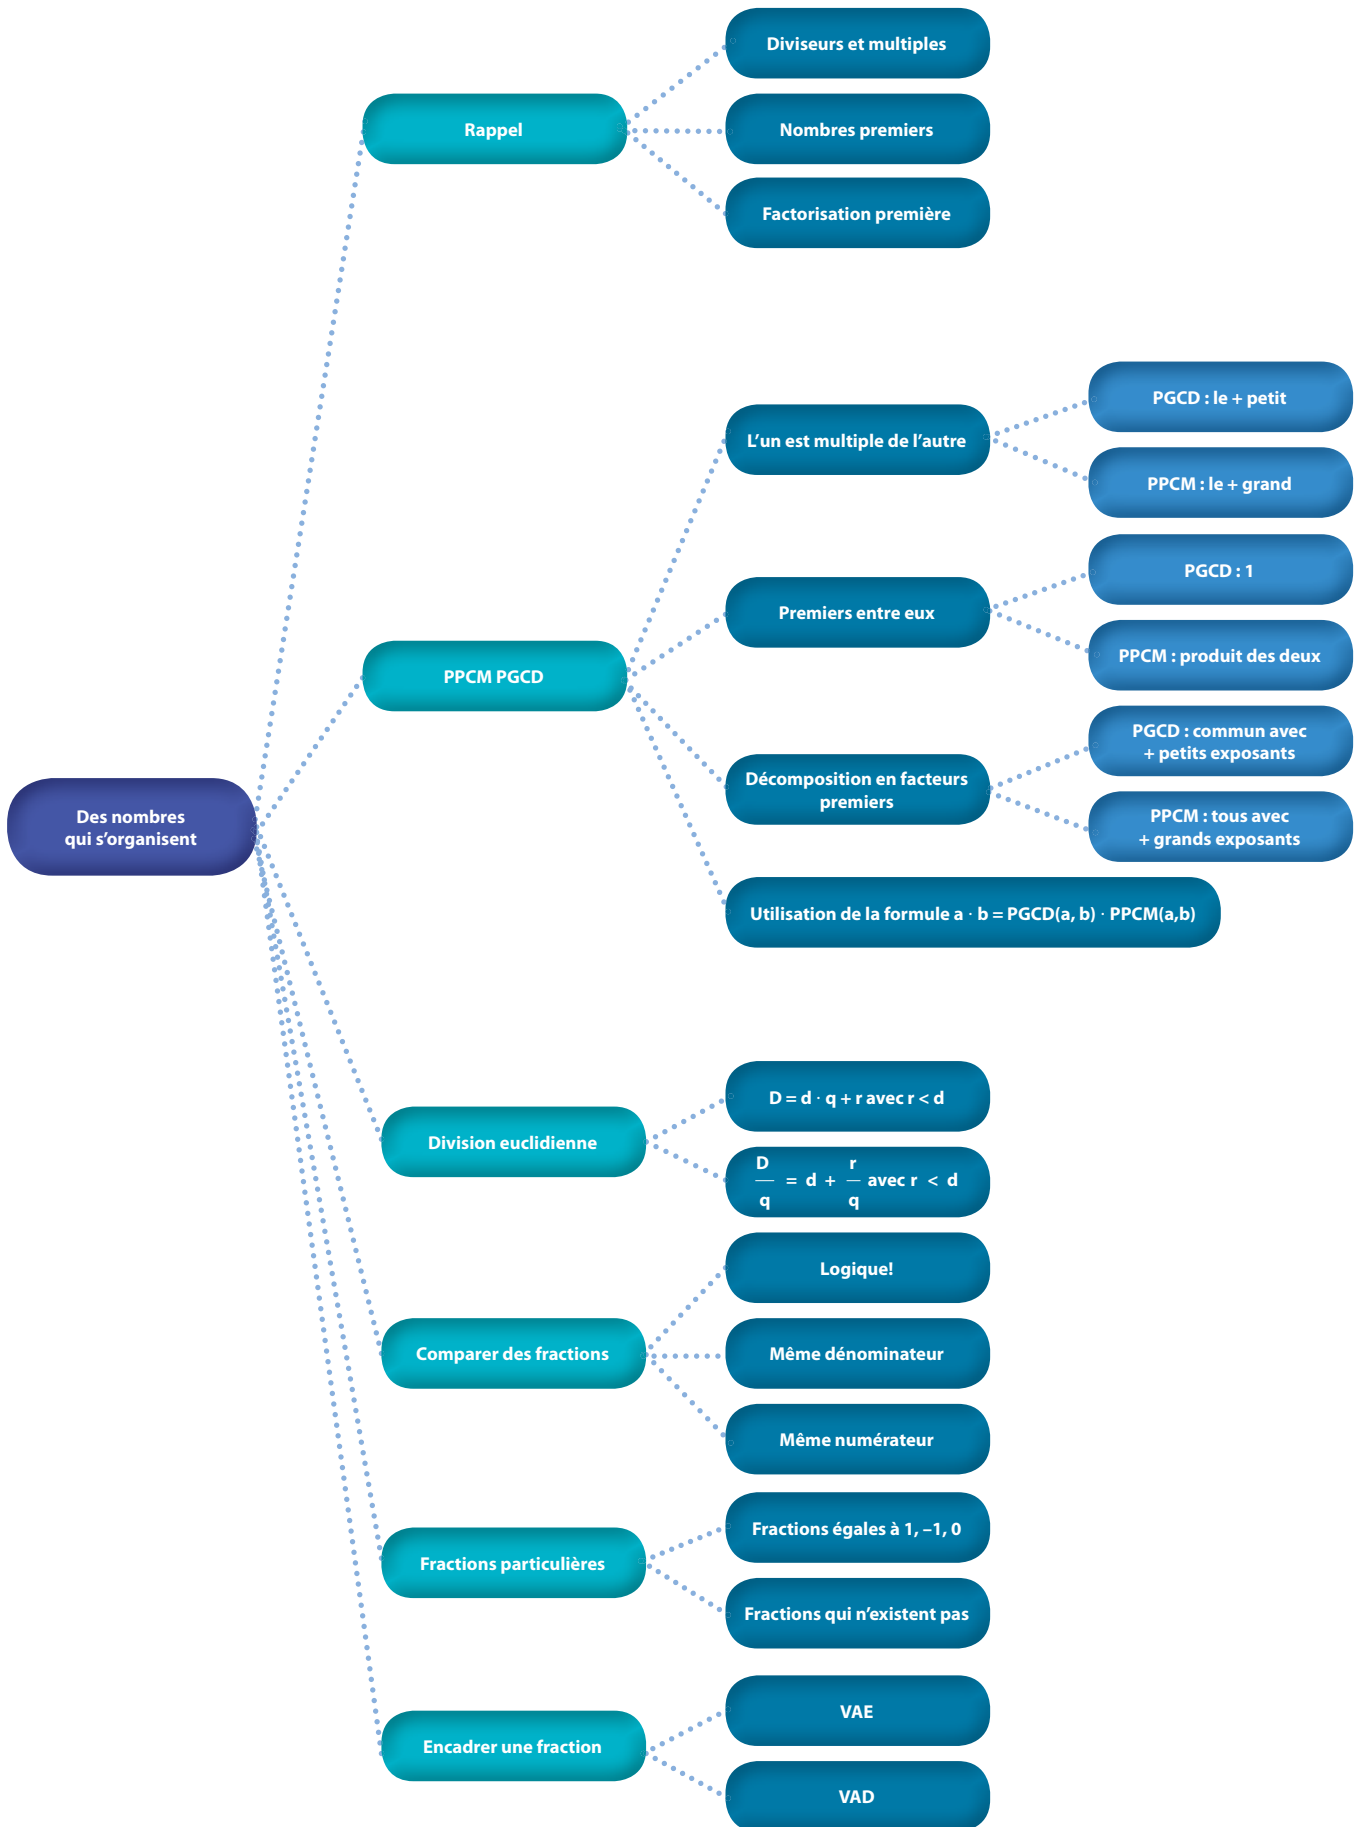 Des nombres
qui s’organisent
Rappel
Diviseurs et multiples
Nombres premiers
Factorisation première
PPCM PGCD
L’un est multiple de l’autre
PGCD : le + petit
PPCM : le + grand
Premiers entre eux
PGCD : 1
PPCM : produit des deux
Décomposition en facteurs
premiers
PGCD : commun avec
+ petits exposants
PPCM : tous avec
+ grands exposants
Utilisation de la formule a · b = PGCD(a, b) · PPCM(a,b)
Division euclidienne
D = d · q + r avec r < d
D/q = d + r/q avec r < d
Comparer des fractions
Logique!
Même dénominateur
Même numérateur
Fractions particulières
Fractions égales à 1, –1, 0
Fractions qui n’existent pas
Encadrer une fraction
VAE
VAD